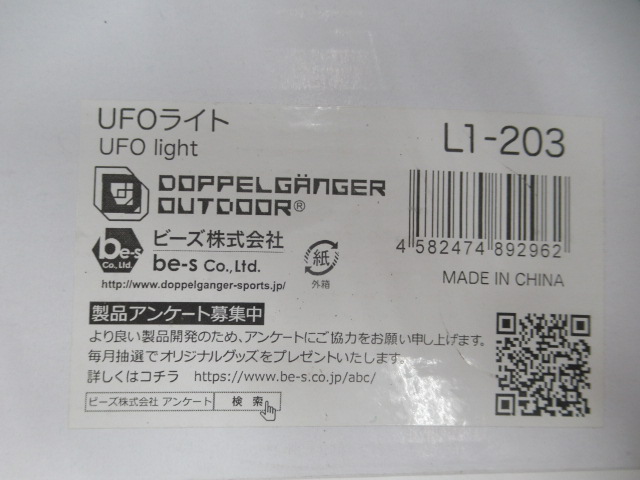 UFOライト
UFO light
L1-203
DOPPELGÄNGER
OUTDOOR®
be-s
Co.,Ltd.
ビーズ株式会社
be-s Co.,Ltd.
紙
外箱
4 582474 892962
http://www.doppelganger-sports.jp/
MADE IN CHINA
製品アンケート募集中
より良い製品開発のため、アンケートにご協力をお願い申し上げます。
毎月抽選でオリジナルグッズをプレゼントいたします。
詳しくはコチラ https://www.be-s.co.jp/abc/
ビーズ株式会社 アンケート 検索